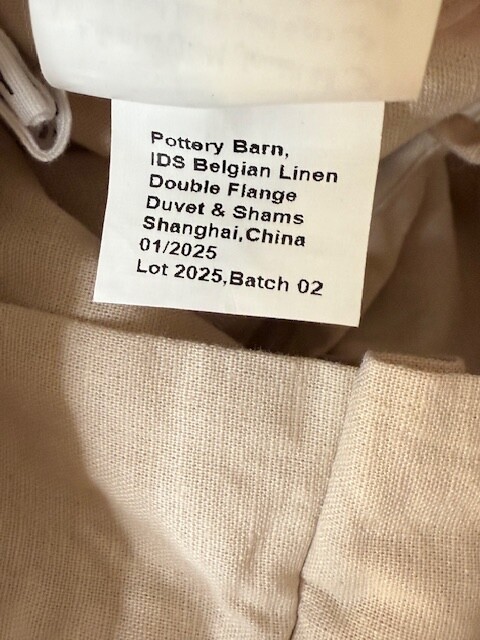 Pottery Barn,
IDS Belgian Linen
Double Flange
Duvet & Shams
Shanghai,China
01/2025
Lot 2025,Batch 02